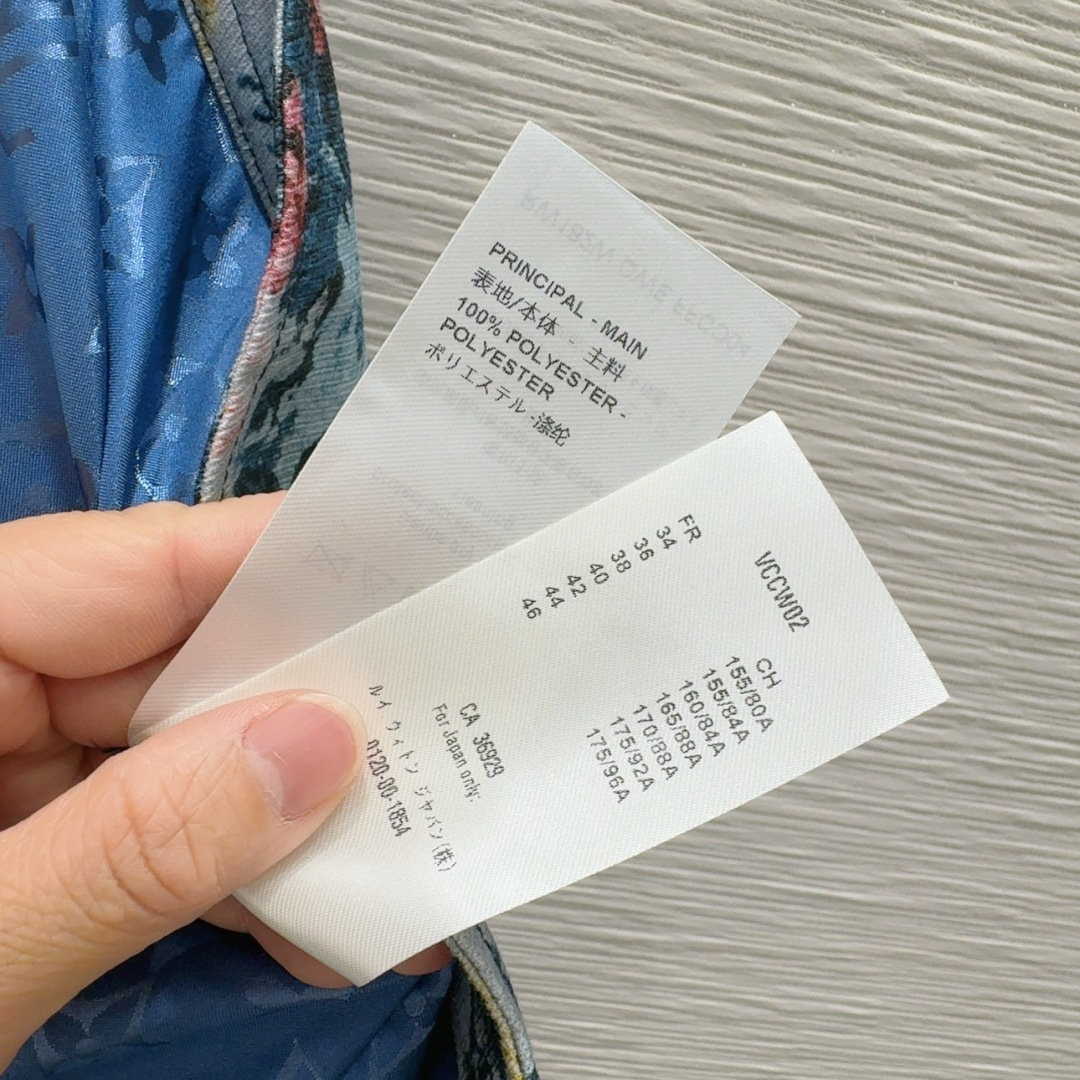 PRINCIPAL - MAIN
表地/本体 - 主料
100% POLYESTER -
POLYESTER
ポリエステル -涤纶
VCCW02
FR
34
36
38
40
42
44
46
CH
155/80A
155/84A
160/84A
165/88A
170/88A
175/92A
175/96A
CA 36929
For Japan only:
ルイ ヴィトン ジャパン(株)
0120-00-1854